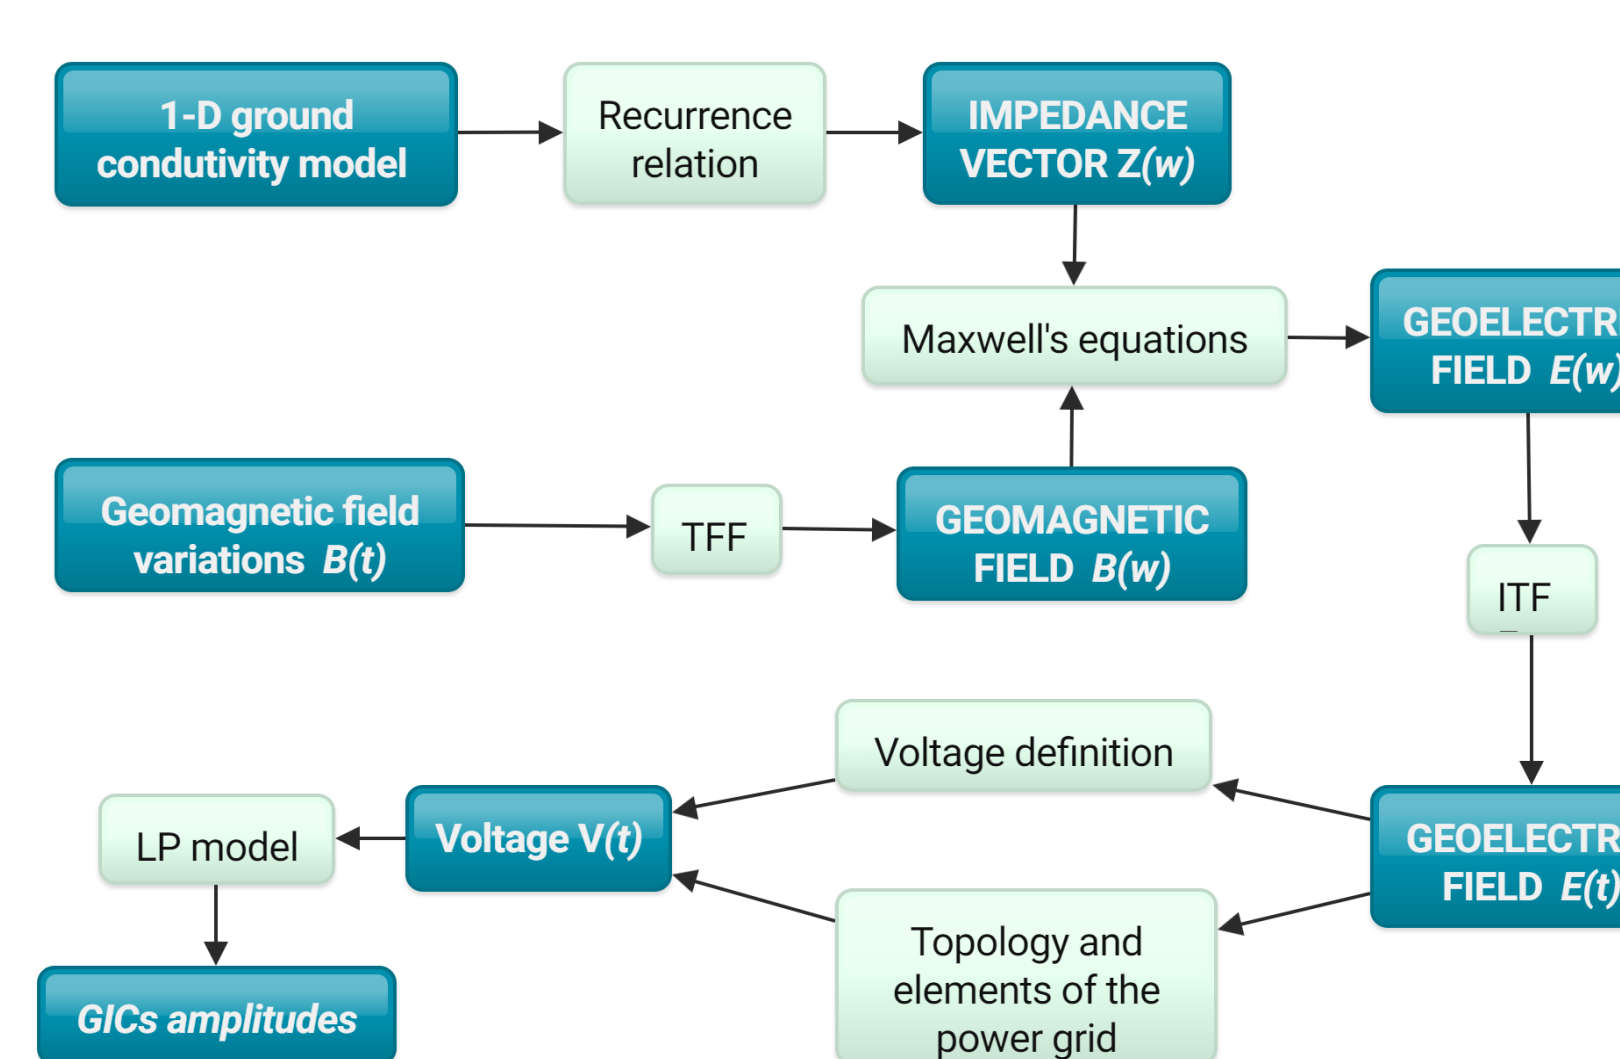 1-D ground
condutivity model
Recurrence
relation
IMPEDANCE
VECTOR Z(w)
Maxwell's equations
GEOELECTR
FIELD E(w)
Geomagnetic field
variations B(t)
TFF
GEOMAGNETIC
FIELD B(w)
ITF
Voltage definition
LP model
Voltage V(t)
GEOELECTR
FIELD E(t)
Topology and
elements of the
power grid
GICs amplitudes